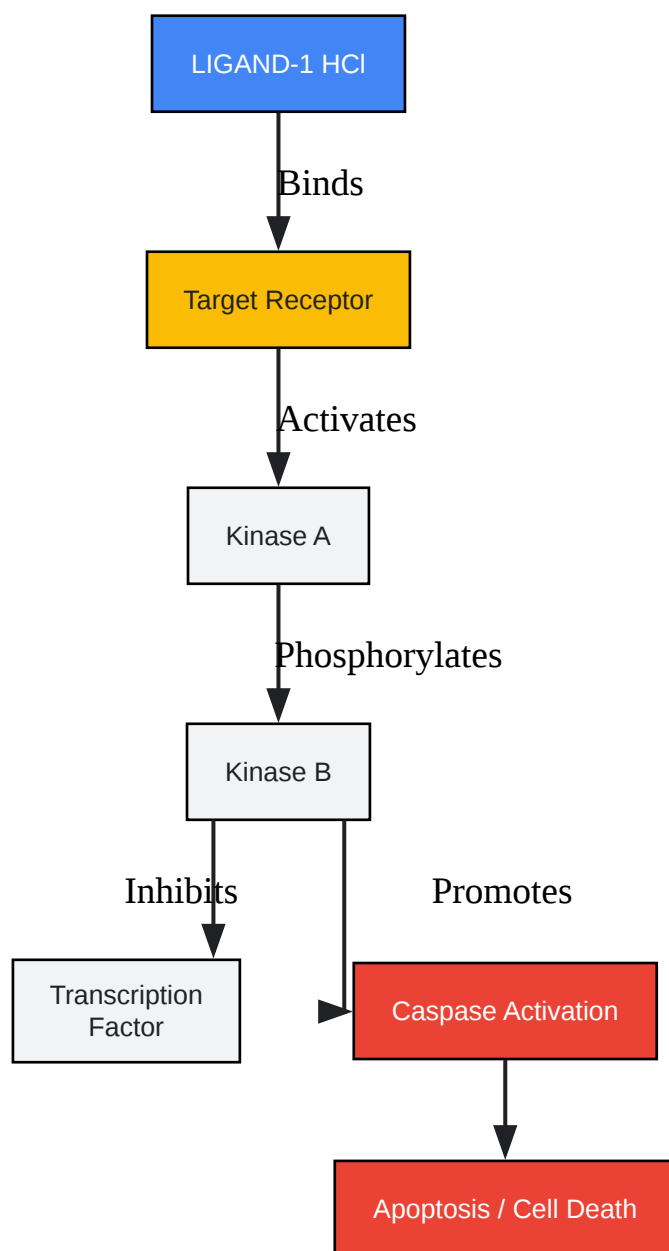 LIGAND-1 HCl
Binds
Target Receptor
Activates
Kinase A
Phosphorylates
Kinase B
Inhibits
Promotes
Transcription
Factor
Caspase Activation
Apoptosis / Cell Death